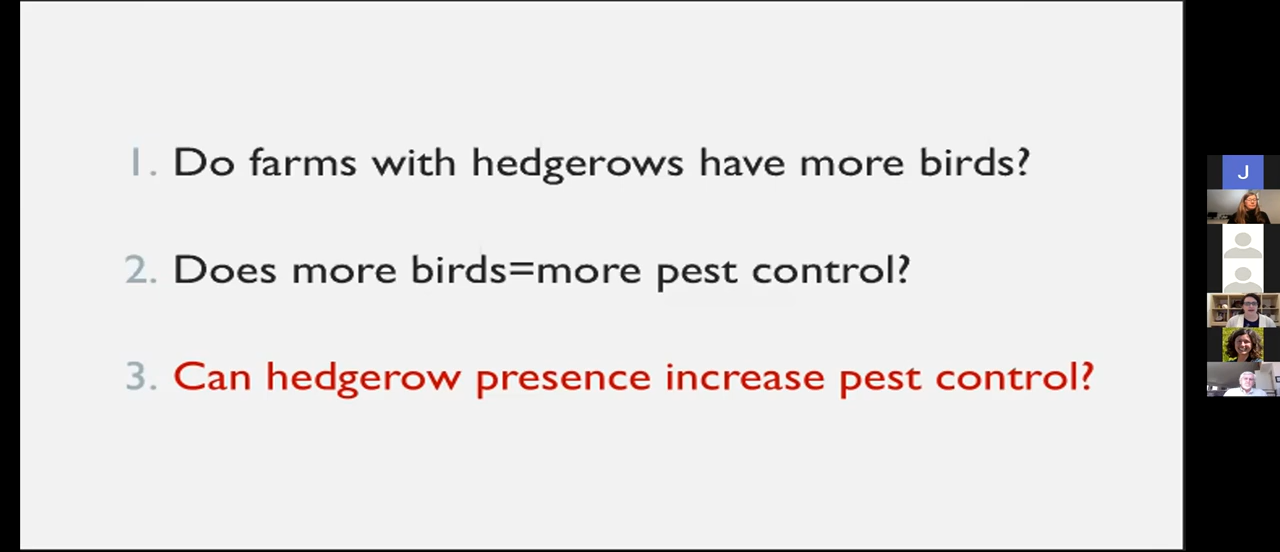 1. Do farms with hedgerows have more birds?
2. Does more birds=more pest control?
3. Can hedgerow presence increase pest control?
J